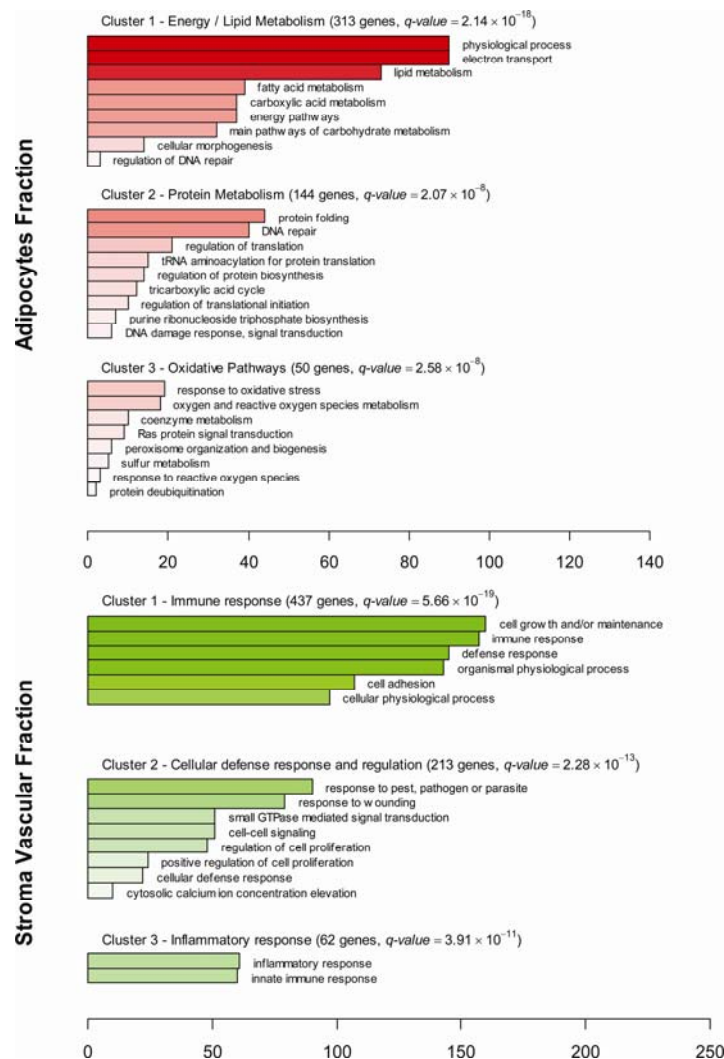 Adipocytes Fraction
Cluster 1 - Energy / Lipid Metabolism (313 genes, q-value = 2.14 × 10⁻¹⁸)
physiological process
electron transport
lipid metabolism
fatty acid metabolism
carboxylic acid metabolism
energy pathways
main pathways of carbohydrate metabolism
cellular morphogenesis
regulation of DNA repair
Cluster 2 - Protein Metabolism (144 genes, q-value = 2.07 × 10⁻⁸)
protein folding
DNA repair
regulation of translation
tRNA aminoacylation for protein translation
regulation of protein biosynthesis
tricarboxylic acid cycle
regulation of translational initiation
purine ribonucleoside triphosphate biosynthesis
DNA damage response, signal transduction
Cluster 3 - Oxidative Pathways (50 genes, q-value = 2.58 × 10⁻⁸)
response to oxidative stress
oxygen and reactive oxygen species metabolism
coenzyme metabolism
Ras protein signal transduction
peroxisome organization and biogenesis
sulfur metabolism
response to reactive oxygen species
protein deubiquitination
0 20 40 60 80 100 120 140
Stroma Vascular Fraction
Cluster 1 - Immune response (437 genes, q-value = 5.66 × 10⁻¹⁹)
cell growth and/or maintenance
immune response
defense response
organismal physiological process
cell adhesion
cellular physiological process
Cluster 2 - Cellular defense response and regulation (213 genes, q-value = 2.28 × 10⁻¹³)
response to pest, pathogen or parasite
response to wounding
small GTPase mediated signal transduction
cell-cell signaling
regulation of cell proliferation
positive regulation of cell proliferation
cellular defense response
cytosolic calcium ion concentration elevation
Cluster 3 - Inflammatory response (62 genes, q-value = 3.91 × 10⁻¹¹)
inflammatory response
innate immune response
0 50 100 150 200 250